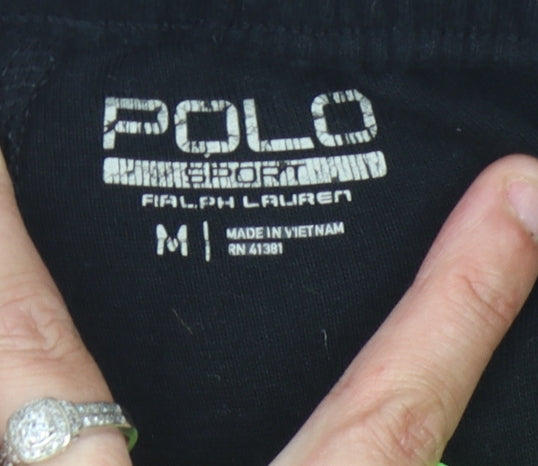 POLO
SPORT
RALPH LAUREN
M | MADE IN VIETNAM
RN 41381